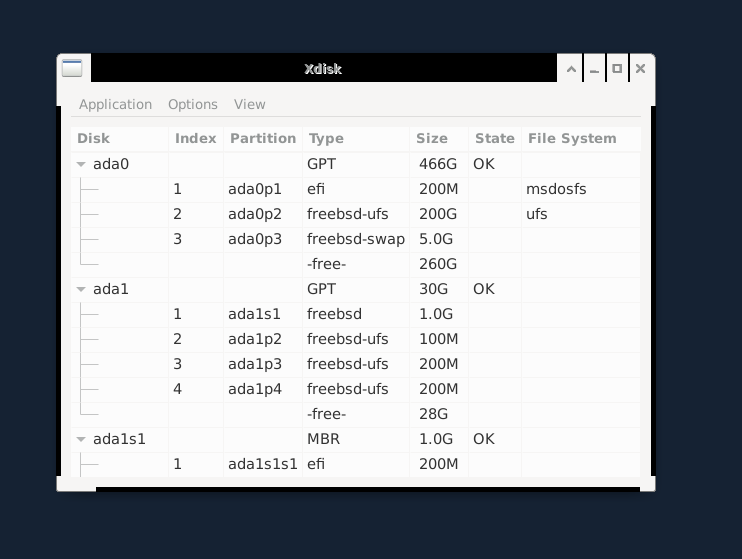 Xdisk
Application Options View
Disk Index Partition Type Size State File System
ada0 GPT 466G OK
1 ada0p1 efi 200M msdosfs
2 ada0p2 freebsd-ufs 200G ufs
3 ada0p3 freebsd-swap 5.0G
-free- 260G
ada1 GPT 30G OK
1 ada1s1 freebsd 1.0G
2 ada1p2 freebsd-ufs 100M
3 ada1p3 freebsd-ufs 200M
4 ada1p4 freebsd-ufs 200M
-free- 28G
ada1s1 MBR 1.0G OK
1 ada1s1s1 efi 200M